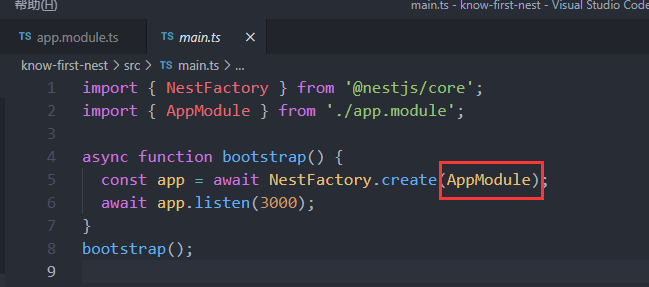 帮助(H)
main.ts - know-first-nest - Visual Studio Code
TS app.module.ts
TS main.ts ×
know-first-nest > src > TS main.ts > ...
1 import { NestFactory } from '@nestjs/core';
2 import { AppModule } from './app.module';
3
4 async function bootstrap() {
5 const app = await NestFactory.create(AppModule);
6 await app.listen(3000);
7 }
8 bootstrap();
9